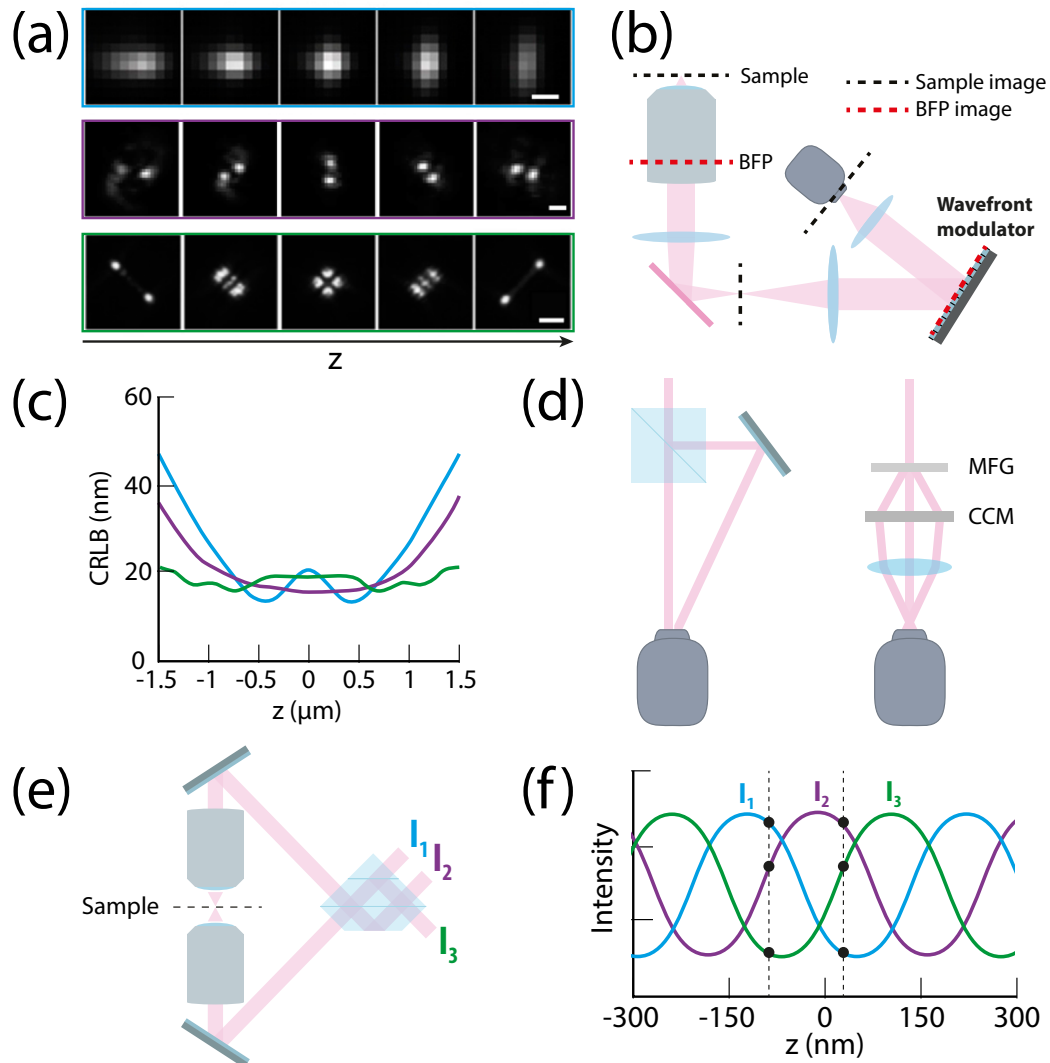 (a)
z
(b)
Sample
Sample image
BFP image
BFP
Wavefront
modulator
(c)
60
40
20
0
CRLB (nm)
-1.5
-1
-0.5
0
0.5
1
1.5
z (µm)
(d)
MFG
CCM
(e)
Sample
I1
I2
I3
(f)
I1
I2
I3
Intensity
-300
-150
0
150
300
z (nm)